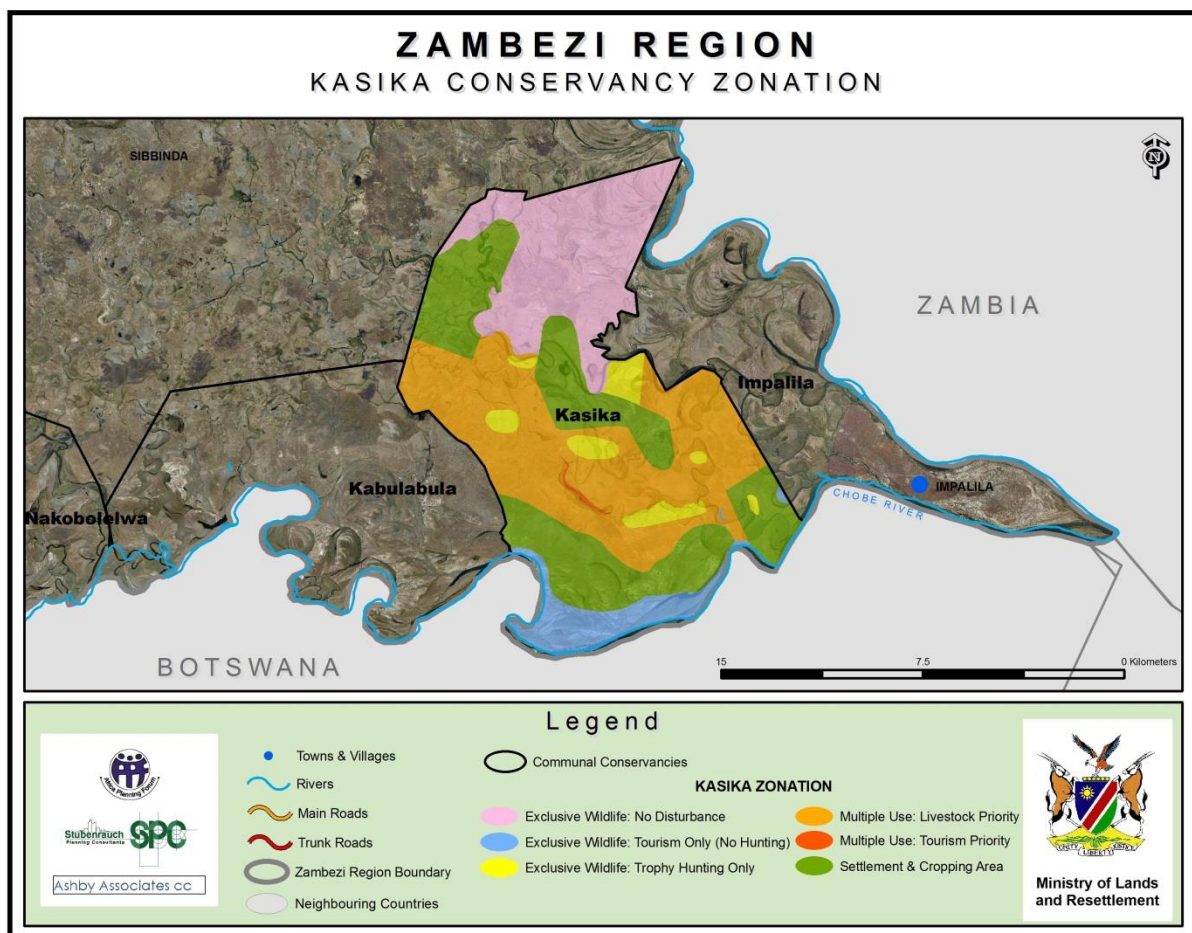 ZAMBEZI REGION
KASIKA CONSERVANCY ZONATION
SIBBINDA
N
ZAMBIA
Impalila
Kasika
Kabulabula
IMPALILA
CHOBE RIVER
Nakobolelwa
BOTSWANA
15 7.5 0 Kilometers
Legend
Africa Planning Forum
Stubenrauch
Planning Consultants
SPC
Ashby Associates cc
Towns & Villages
Rivers
Main Roads
Trunk Roads
Zambezi Region Boundary
Neighbouring Countries
Communal Conservancies
KASIKA ZONATION
Exclusive Wildlife: No Disturbance
Exclusive Wildlife: Tourism Only (No Hunting)
Exclusive Wildlife: Trophy Hunting Only
Multiple Use: Livestock Priority
Multiple Use: Tourism Priority
Settlement & Cropping Area
UNITY LIBERTY JUSTICE
Ministry of Lands
and Resettlement